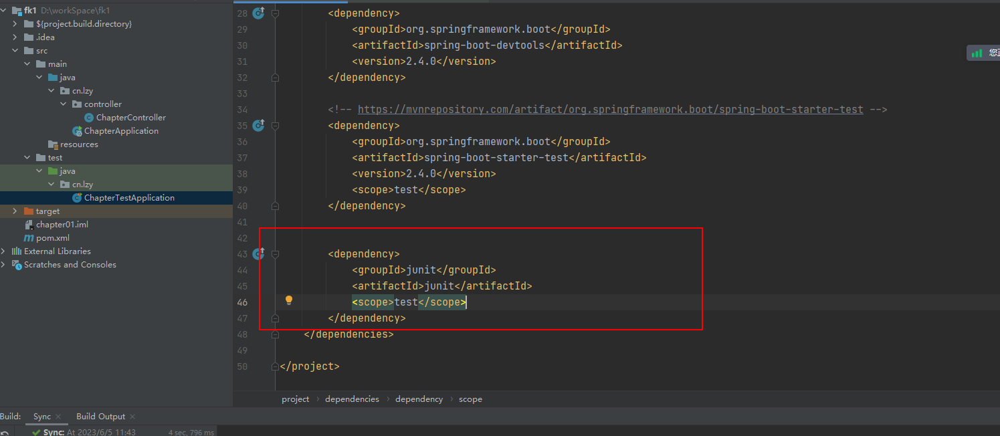 fk1 D:\workSpace\fk1
${project.build.directory}
.idea
src
main
java
cn.lzy
controller
ChapterController
ChapterApplication
resources
test
java
cn.lzy
ChapterTestApplication
target
chapter01.iml
pom.xml
External Libraries
Scratches and Consoles
28 <dependency>
29 <groupId>org.springframework.boot</groupId>
30 <artifactId>spring-boot-devtools</artifactId>
31 <version>2.4.0</version>
32 </dependency>
33
34 <!-- https://mvnrepository.com/artifact/org.springframework.boot/spring-boot-starter-test -->
35 <dependency>
36 <groupId>org.springframework.boot</groupId>
37 <artifactId>spring-boot-starter-test</artifactId>
38 <version>2.4.0</version>
39 <scope>test</scope>
40 </dependency>
41
42
43 <dependency>
44 <groupId>junit</groupId>
45 <artifactId>junit</artifactId>
46 <scope>test</scope>
47 </dependency>
48 </dependencies>
49
50 </project>
您
project › dependencies › dependency › scope
Build: Sync × Build Output ×
Sync: At 2023/6/5 11:43 4 sec, 796 ms